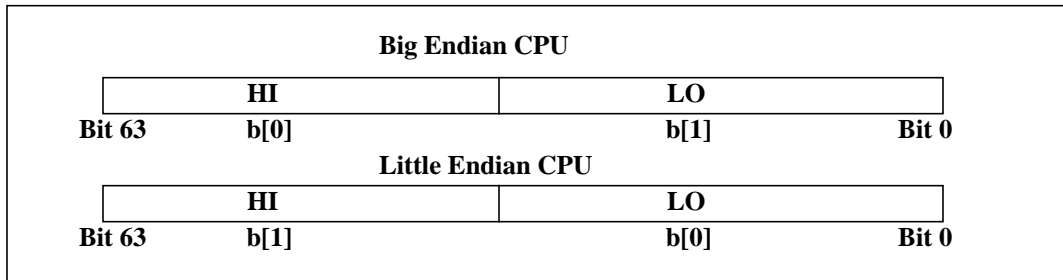 Big Endian CPU
HI LO
Bit 63 b[0] b[1] Bit 0
Little Endian CPU
HI LO
Bit 63 b[1] b[0] Bit 0